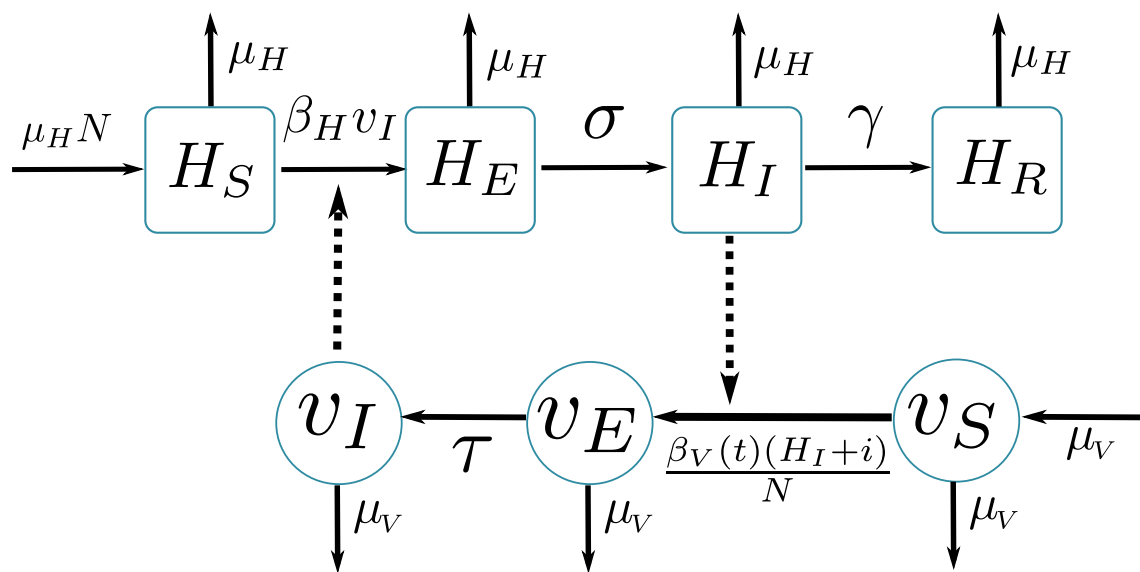 μ_H μ_H μ_H μ_H
μ_H N β_H v_I σ γ
H_S H_E H_I H_R
v_I v_E v_S
τ β_V(t)(H_I+i)/N μ_V
μ_V μ_V μ_V